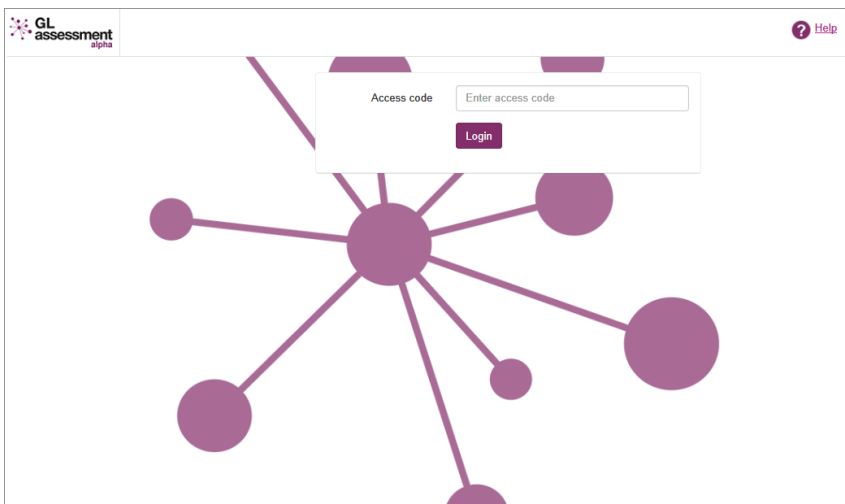 GL
assessment
alpha
Help
Access code
Enter access code
Login